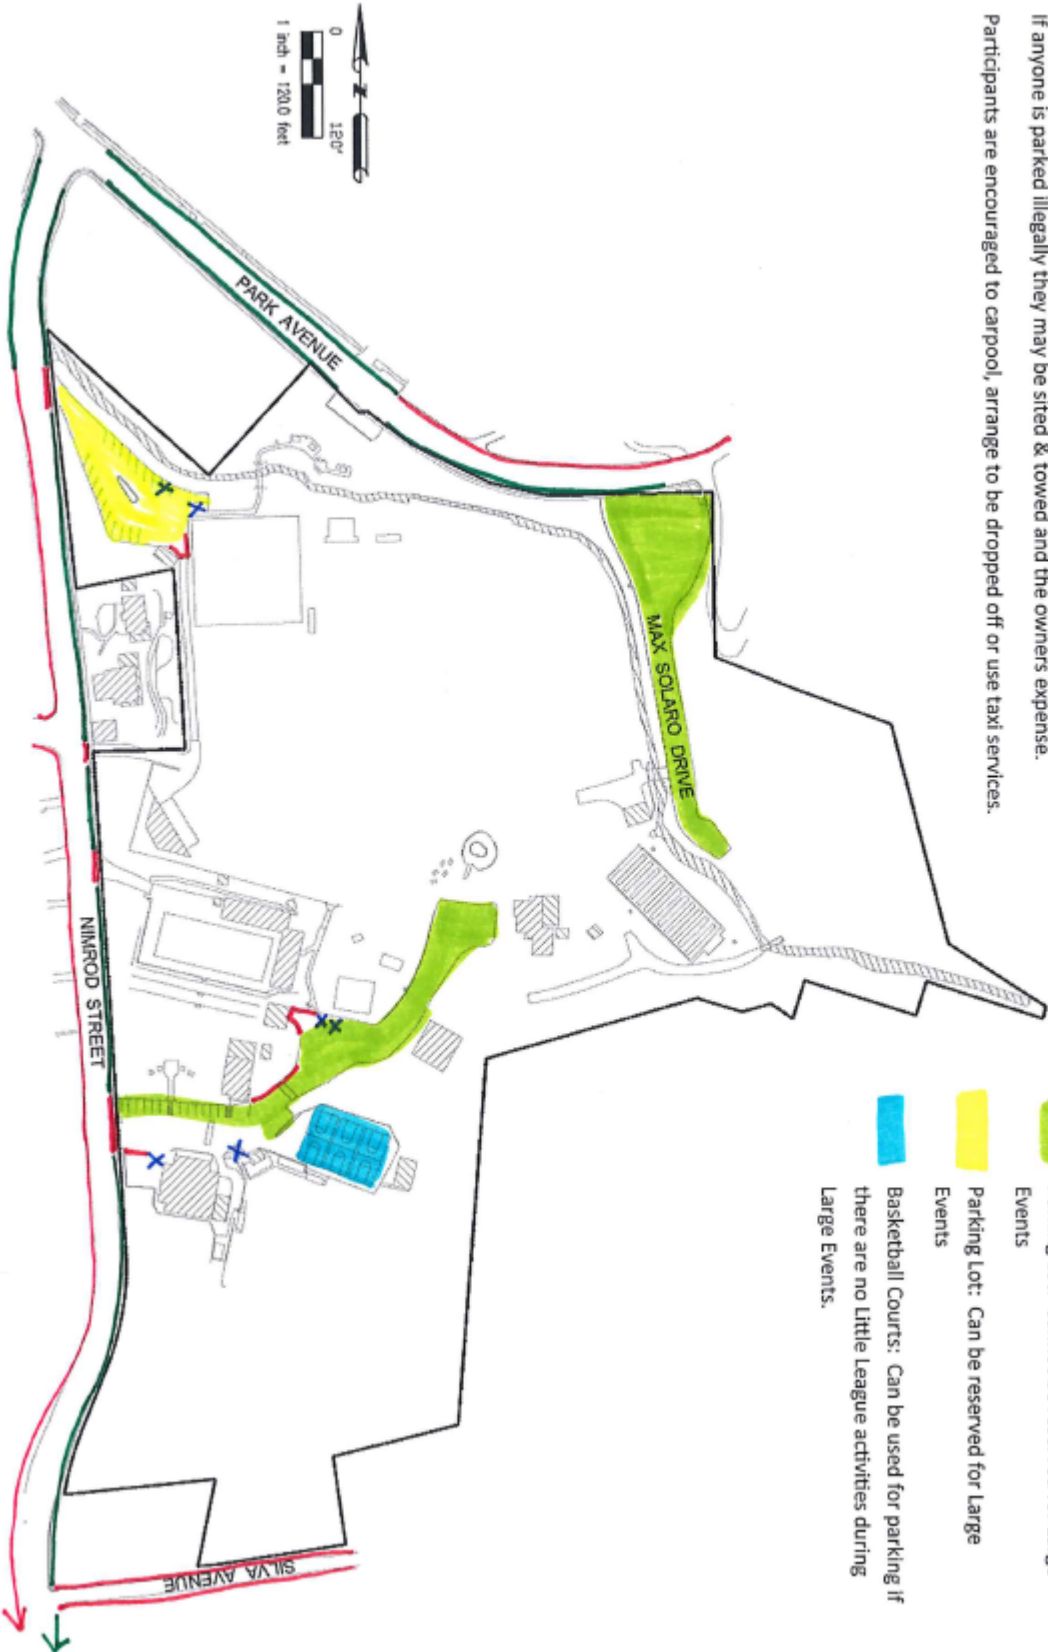 If anyone is parked illegally they may be sited & towed and the owners expense.
Participants are encouraged to carpool, arrange to be dropped off or use taxi services.
Events
Parking Lot: Can be reserved for Large
Events
Basketball Courts: Can be used for parking if
there are no Little League activities during
Large Events.
N
0 120'
1 inch = 120.0 feet
PARK AVENUE
MAX SOLARO DRIVE
NIMROD STREET
SILVA AVENUE